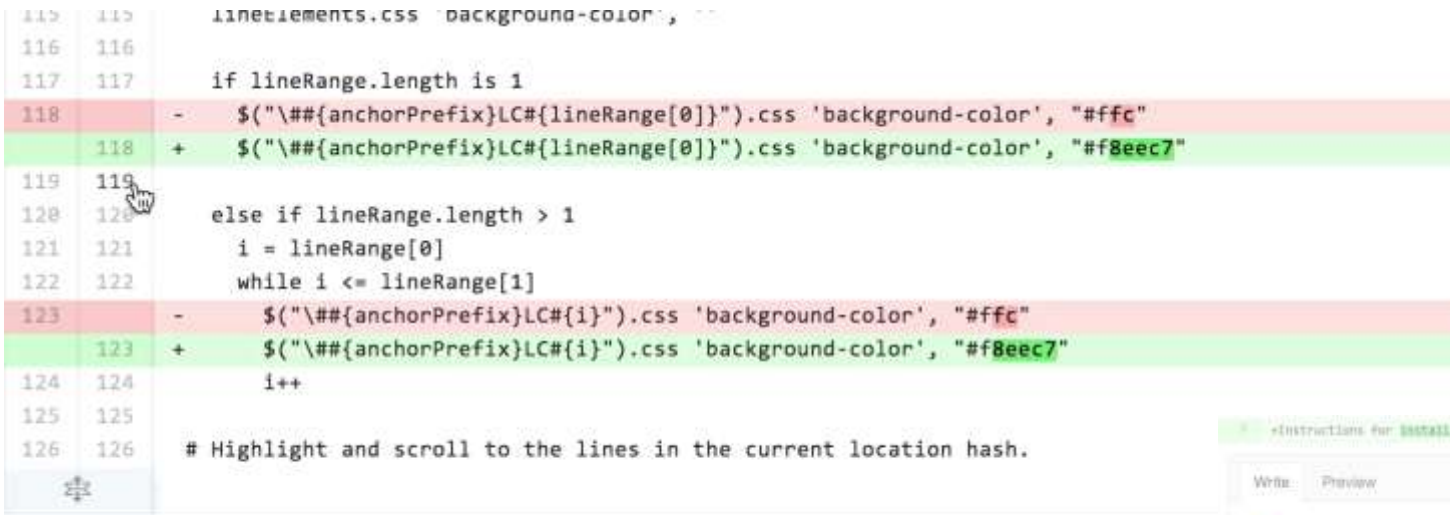 115 115 lineElements.css 'background-color', ''
116 116
117 117 if lineRange.length is 1
118 - $("\##{anchorPrefix}LC#{lineRange[0]}").css 'background-color', "#ffc"
118 + $("\##{anchorPrefix}LC#{lineRange[0]}").css 'background-color', "#f8eec7"
119 119
120 120 else if lineRange.length > 1
121 121 i = lineRange[0]
122 122 while i <= lineRange[1]
123 - $("\##{anchorPrefix}LC#{i}").css 'background-color', "#ffc"
123 + $("\##{anchorPrefix}LC#{i}").css 'background-color', "#f8eec7"
124 124 i++
125 125
126 126 # Highlight and scroll to the lines in the current location hash.
+Instructions for install
Write Preview